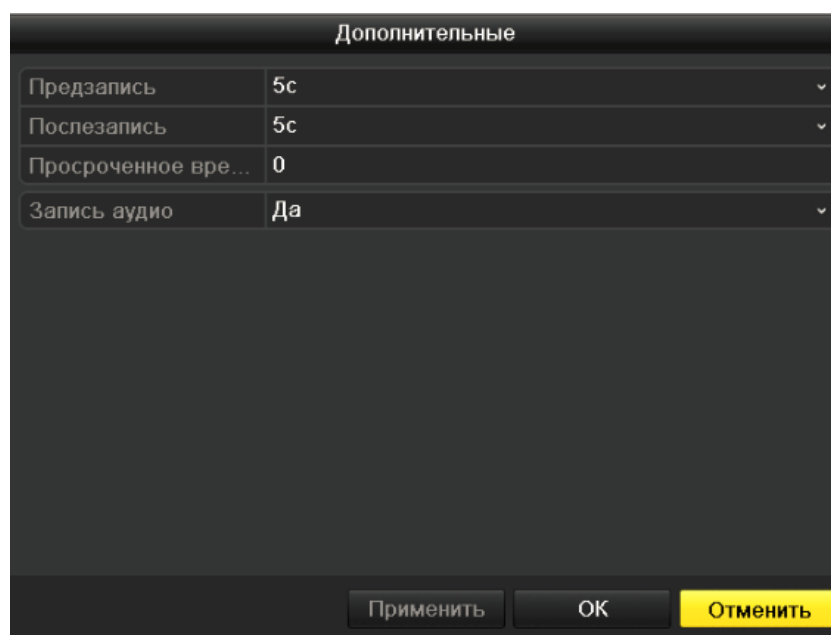 Дополнительные
Предзапись 5с
Послезапись 5с
Просроченное вре... 0
Запись аудио Да
Применить OK Отменить